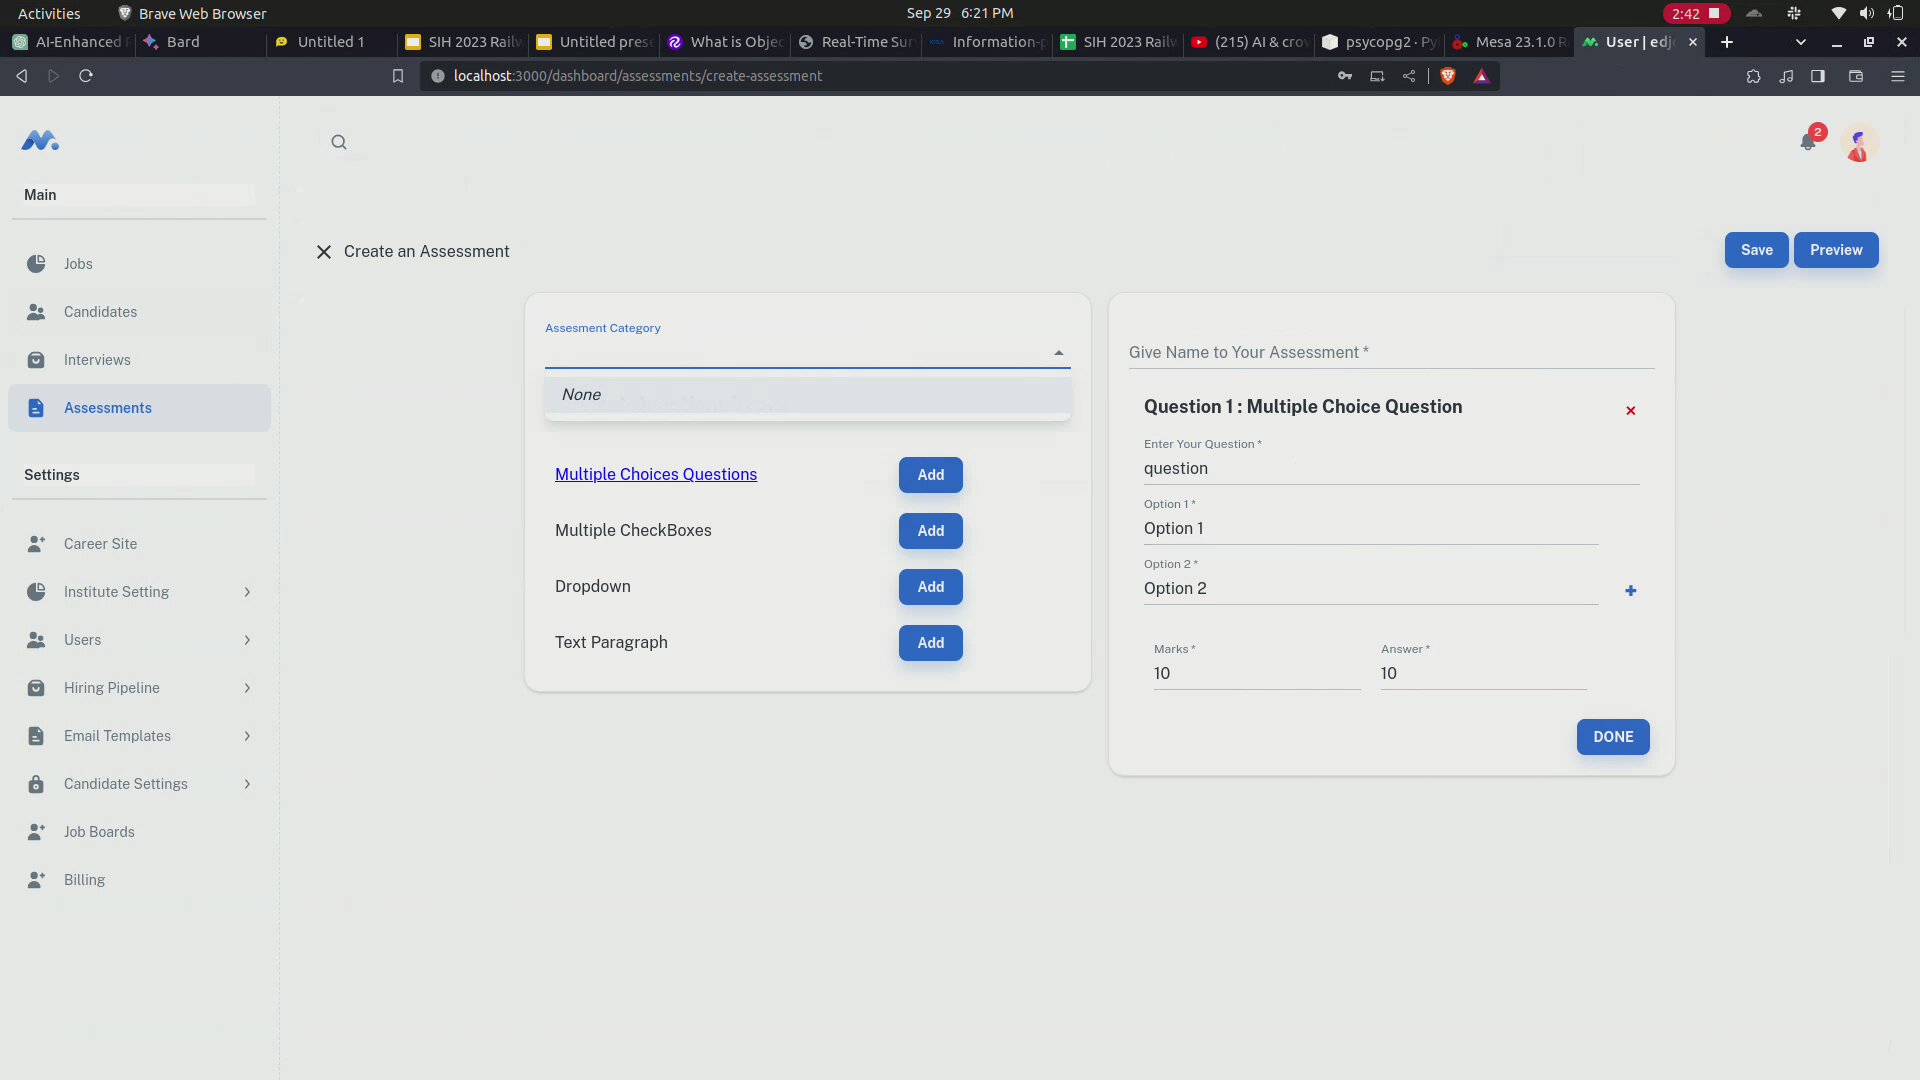 Activities
Brave Web Browser
Sep 29 6:21 PM
2:42
AI-Enhanced
Bard
Untitled 1
SIH 2023 Railw
Untitled prese
What is Objec
Real-Time Sur
Information-p
SIH 2023 Railw
(215) AI & crow
psycopg2 · Py
Mesa 23.1.0 R
User | edjo
localhost:3000/dashboard/assessments/create-assessment
2
Main
Jobs
Candidates
Interviews
Assessments
Settings
Career Site
Institute Setting
Users
Hiring Pipeline
Email Templates
Candidate Settings
Job Boards
Billing
Create an Assessment
Save
Preview
Assesment Category
None
Multiple Choices Questions
Add
Multiple CheckBoxes
Add
Dropdown
Add
Text Paragraph
Add
Give Name to Your Assessment *
Question 1 : Multiple Choice Question
Enter Your Question *
question
Option 1 *
Option 1
Option 2 *
Option 2
Marks *
10
Answer *
10
DONE